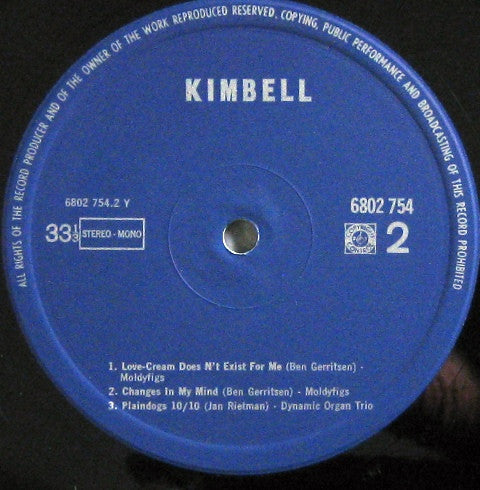 ALL RIGHTS OF THE RECORD PRODUCER AND OF THE OWNER OF THE WORK REPRODUCED RESERVED. COPYING, PUBLIC PERFORMANCE AND BROADCASTING OF THIS RECORD PROHIBITED
KIMBELL
6802 754.2 Y
6802 754
33⅓ STEREO - MONO
2
1. Love-Cream Does N't Exist For Me (Ben Gerritsen) -
Moldyfigs
2. Changes in My Mind (Ben Gerritsen) - Moldyfigs
3. Plaindogs 10/10 (Jan Rietman) - Dynamic Organ Trio